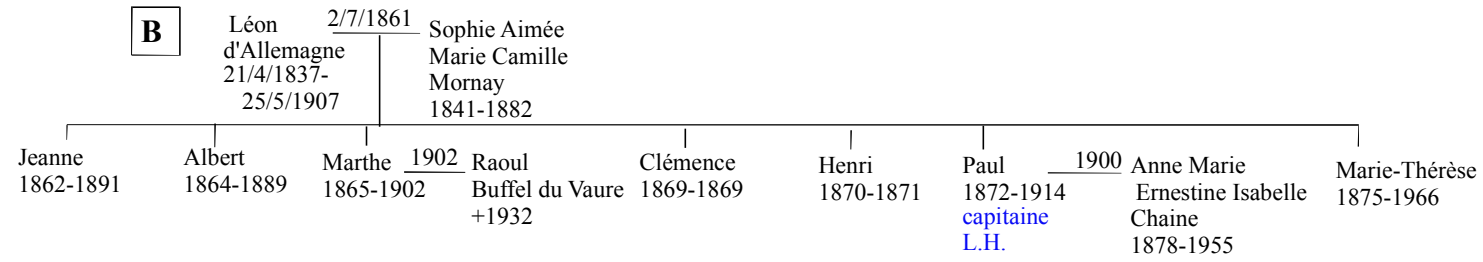 B
Léon
d'Allemagne
21/4/1837-
25/5/1907
2/7/1861
Sophie Aimée
Marie Camille
Mornay
1841-1882
Jeanne
1862-1891
Albert
1864-1889
Marthe
1865-1902
1902
Raoul
Buffel du Vaure
+1932
Clémence
1869-1869
Henri
1870-1871
Paul
1872-1914
capitaine
L.H.
1900
Anne Marie
Ernestine Isabelle
Chaine
1878-1955
Marie-Thérèse
1875-1966